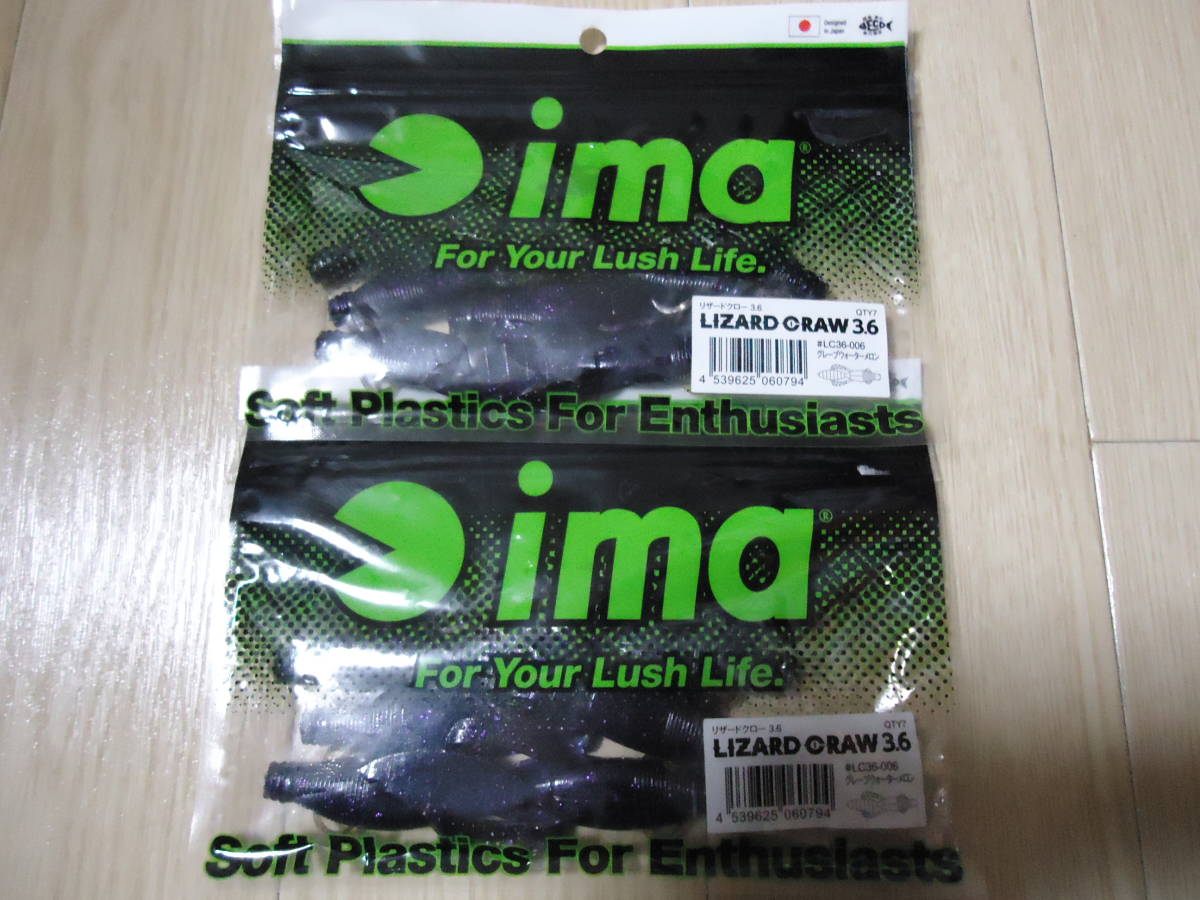 Designed
in Japan
ECO
ima®
For Your Lush Life.
リザードクロー 3.6
QTY7
LIZARD CRAW 3.6
#LC36-006
グレープウォーターメロン
4 539625 060794
Soft Plastics For Enthusiasts
ima®
For Your Lush Life.
リザードクロー 3.6
QTY7
LIZARD CRAW 3.6
#LC36-006
グレープウォーターメロン
4 539625 060794
Soft Plastics For Enthusiasts